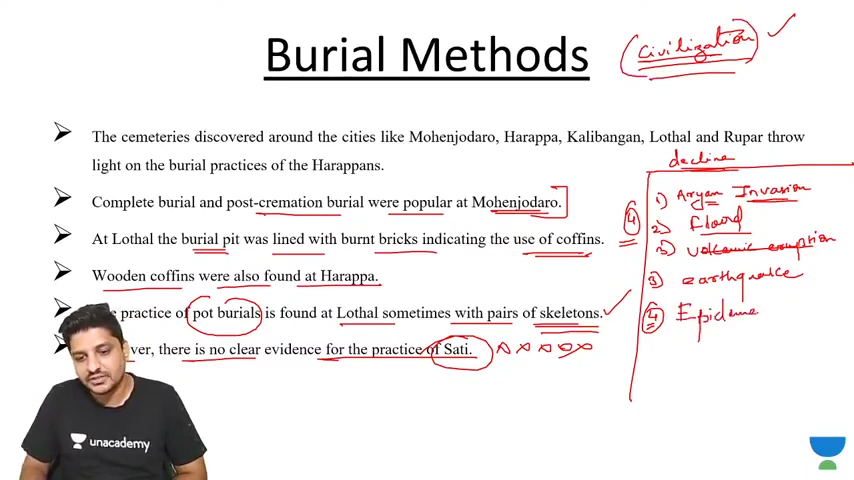 Burial Methods
civilization
The cemeteries discovered around the cities like Mohenjodaro, Harappa, Kalibangan, Lothal and Rupar throw
light on the burial practices of the Harappans.
Complete burial and post-cremation burial were popular at Mohenjodaro.
At Lothal the burial pit was lined with burnt bricks indicating the use of coffins.
Wooden coffins were also found at Harappa.
practice of pot burials is found at Lothal sometimes with pairs of skeletons.
ver, there is no clear evidence for the practice of Sati.
decline
4
1) Aryan Invasion
2) flood
3) volcanic eruption
3) earthquake
4) Epideme
unacademy